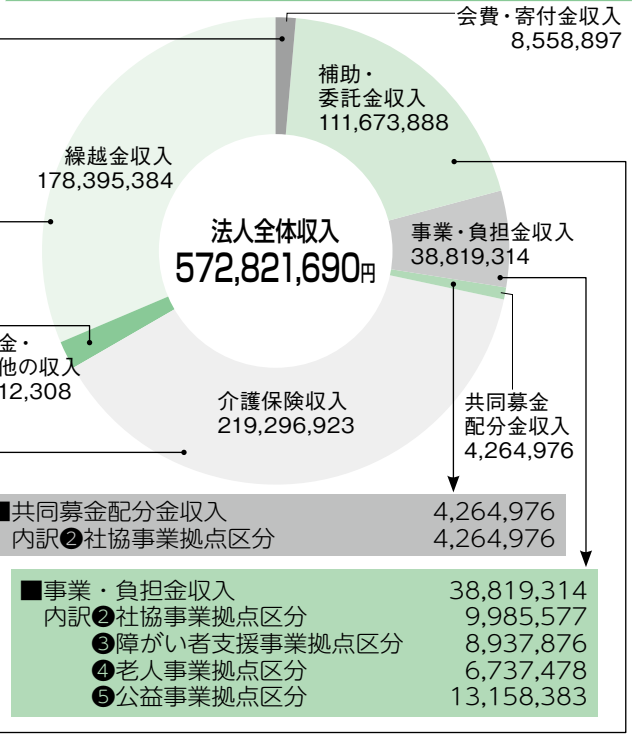 会費・寄付金収入
8,558,897
補助・
委託金収入
111,673,888
繰越金収入
178,395,384
法人全体収入
572,821,690円
事業・負担金収入
38,819,314
金・
他の収入
12,308
介護保険収入
219,296,923
共同募金
配分金収入
4,264,976
■共同募金配分金収入 4,264,976
内訳❷社協事業拠点区分 4,264,976
■事業・負担金収入 38,819,314
内訳❷社協事業拠点区分 9,985,577
❸障がい者支援事業拠点区分 8,937,876
❹老人事業拠点区分 6,737,478
❺公益事業拠点区分 13,158,383